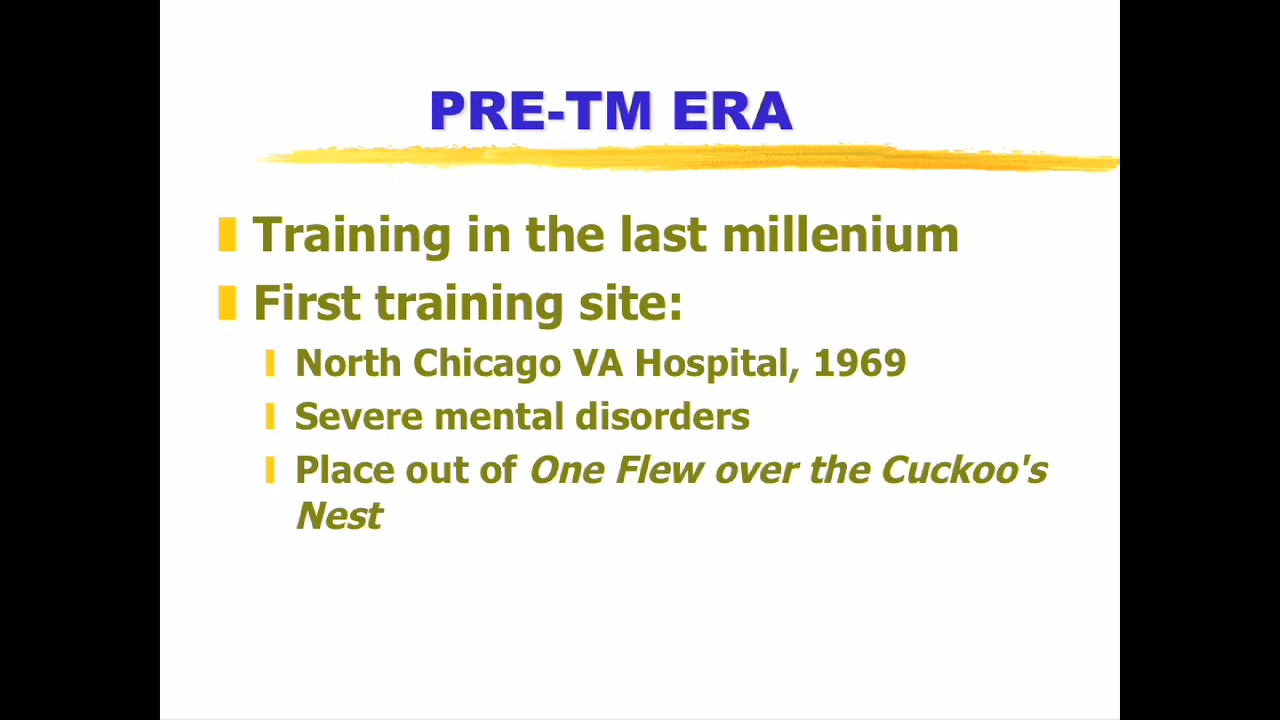 PRE-TM ERA
Training in the last millenium
First training site:
North Chicago VA Hospital, 1969
Severe mental disorders
Place out of One Flew over the Cuckoo's
Nest